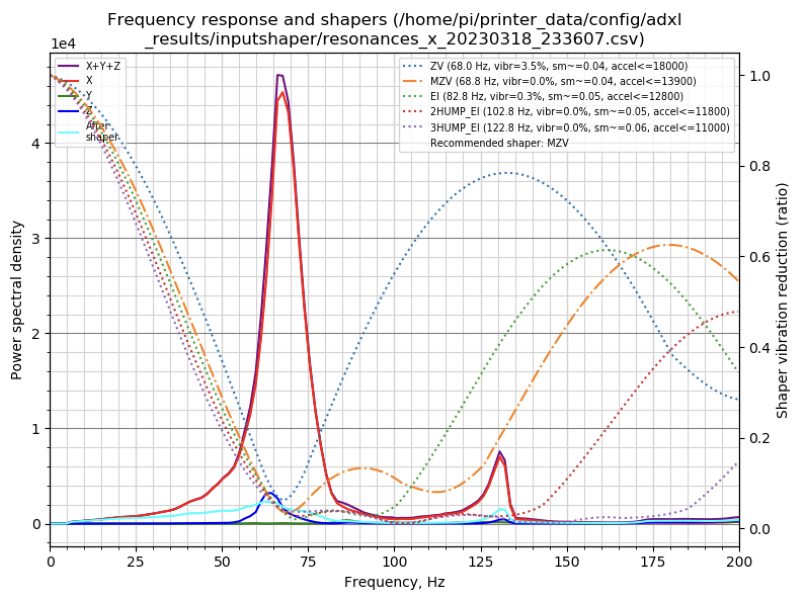 Frequency response and shapers (/home/pi/printer_data/config/adxl
_results/inputshaper/resonances_x_20230318_233607.csv)
1e4
X+Y+Z
X
Y
Z
After
shaper
ZV (68.0 Hz, vibr=3.5%, sm~=0.04, accel<=18000)
MZV (68.8 Hz, vibr=0.0%, sm~=0.04, accel<=13900)
EI (82.8 Hz, vibr=0.3%, sm~=0.05, accel<=12800)
2HUMP_EI (102.8 Hz, vibr=0.0%, sm~=0.05, accel<=11800)
3HUMP_EI (122.8 Hz, vibr=0.0%, sm~=0.06, accel<=11000)
Recommended shaper: MZV
Power spectral density
4
3
2
1
0
Shaper vibration reduction (ratio)
1.0
0.8
0.6
0.4
0.2
0.0
0 25 50 75 100 125 150 175 200
Frequency, Hz